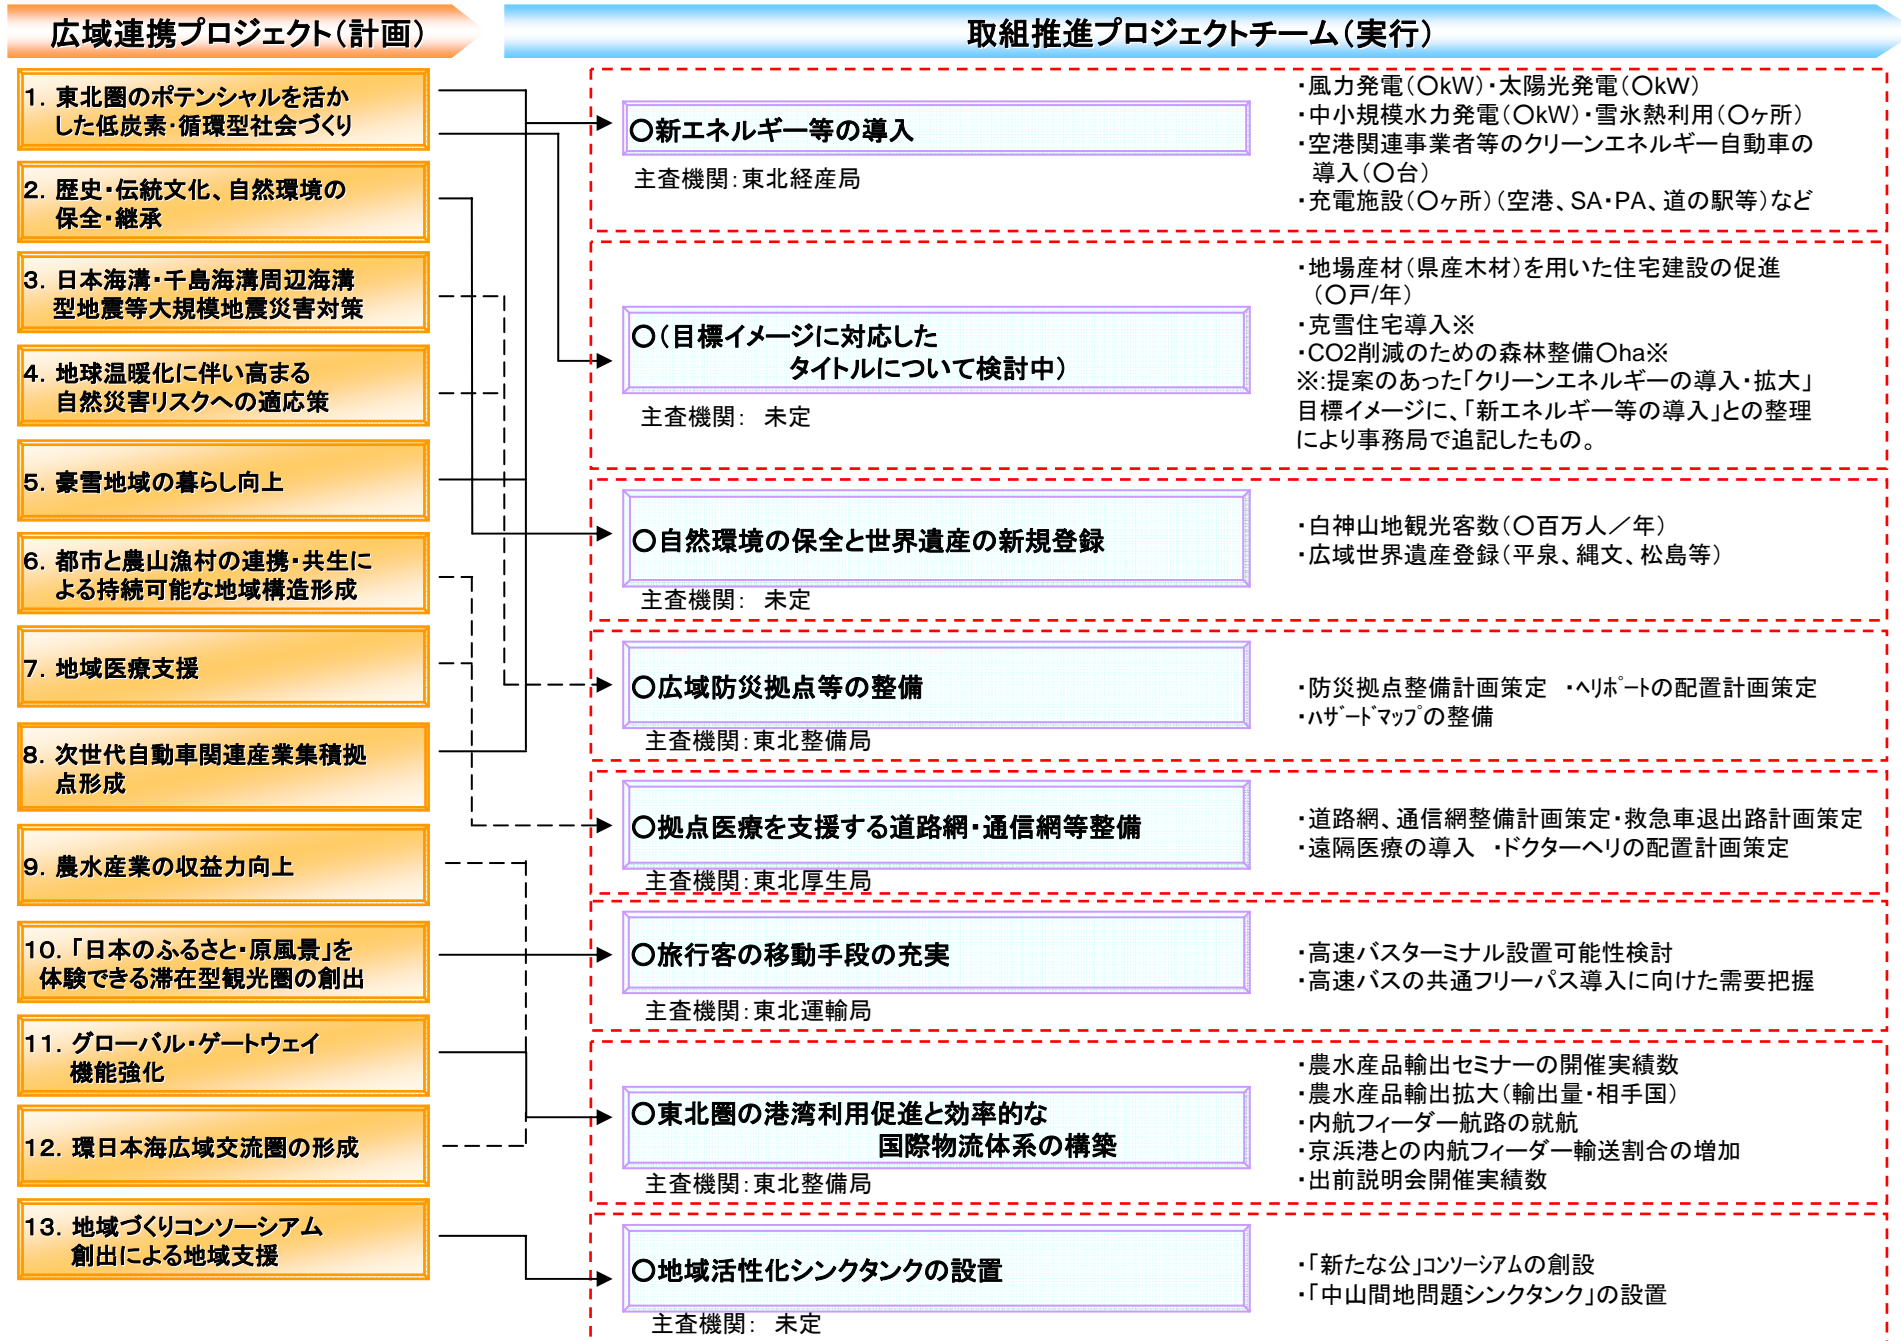 広域連携プロジェクト(計画)
取組推進プロジェクトチーム(実行)
1. 東北圏のポテンシャルを活か
した低炭素・循環型社会づくり
2. 歴史・伝統文化、自然環境の
保全・継承
3. 日本海溝・千島海溝周辺海溝
型地震等大規模地震災害対策
4. 地球温暖化に伴い高まる
自然災害リスクへの適応策
5. 豪雪地域の暮らし向上
6. 都市と農山漁村の連携・共生に
よる持続可能な地域構造形成
7. 地域医療支援
8. 次世代自動車関連産業集積拠
点形成
9. 農水産業の収益力向上
10. 「日本のふるさと・原風景」を
体験できる滞在型観光圏の創出
11. グローバル・ゲートウェイ
機能強化
12. 環日本海広域交流圏の形成
13. 地域づくりコンソーシアム
創出による地域支援
○新エネルギー等の導入
主査機関:東北経産局
・風力発電(○kW)・太陽光発電(○kW)
・中小規模水力発電(○kW)・雪氷熱利用(○ヶ所)
・空港関連事業者等のクリーンエネルギー自動車の
導入(○台)
・充電施設(○ヶ所)(空港、SA・PA、道の駅等)など
○(目標イメージに対応した
タイトルについて検討中)
主査機関: 未定
・地場産材(県産木材)を用いた住宅建設の促進
(○戸/年)
・克雪住宅導入※
・CO2削減のための森林整備○ha※
※:提案のあった「クリーンエネルギーの導入・拡大」
目標イメージに、「新エネルギー等の導入」との整理
により事務局で追記したもの。
○自然環境の保全と世界遺産の新規登録
主査機関: 未定
・白神山地観光客数(○百万人/年)
・広域世界遺産登録(平泉、縄文、松島等)
○広域防災拠点等の整備
主査機関:東北整備局
・防災拠点整備計画策定 ・ヘリポートの配置計画策定
・ハザードマップの整備
○拠点医療を支援する道路網・通信網等整備
主査機関:東北厚生局
・道路網、通信網整備計画策定・救急車退出路計画策定
・遠隔医療の導入 ・ドクターヘリの配置計画策定
○旅行客の移動手段の充実
主査機関:東北運輸局
・高速バスターミナル設置可能性検討
・高速バスの共通フリーパス導入に向けた需要把握
○東北圏の港湾利用促進と効率的な
国際物流体系の構築
主査機関:東北整備局
・農水産品輸出セミナーの開催実績数
・農水産品輸出拡大(輸出量・相手国)
・内航フィーダー航路の就航
・京浜港との内航フィーダー輸送割合の増加
・出前説明会開催実績数
○地域活性化シンクタンクの設置
主査機関: 未定
・「新たな公」コンソーシアムの創設
・「中山間地問題シンクタンク」の設置